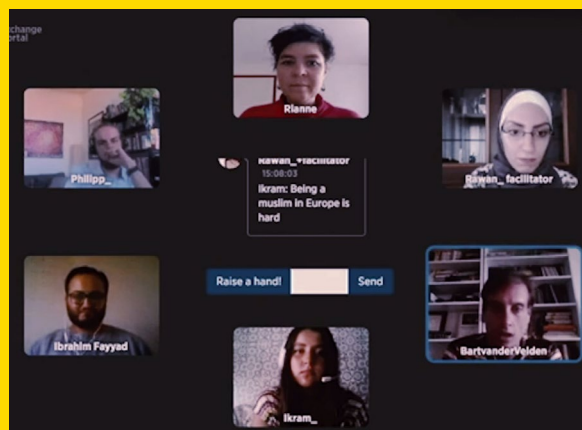 change
ortal
Rianne
Philipp_
Rawan_ facilitator
Rawan_+facilitator
15:08:03
Ikram: Being a
muslim in Europe is
hard
Raise a hand!
Send
Ibrahim Fayyad
BartvanderVelden
Ikram_